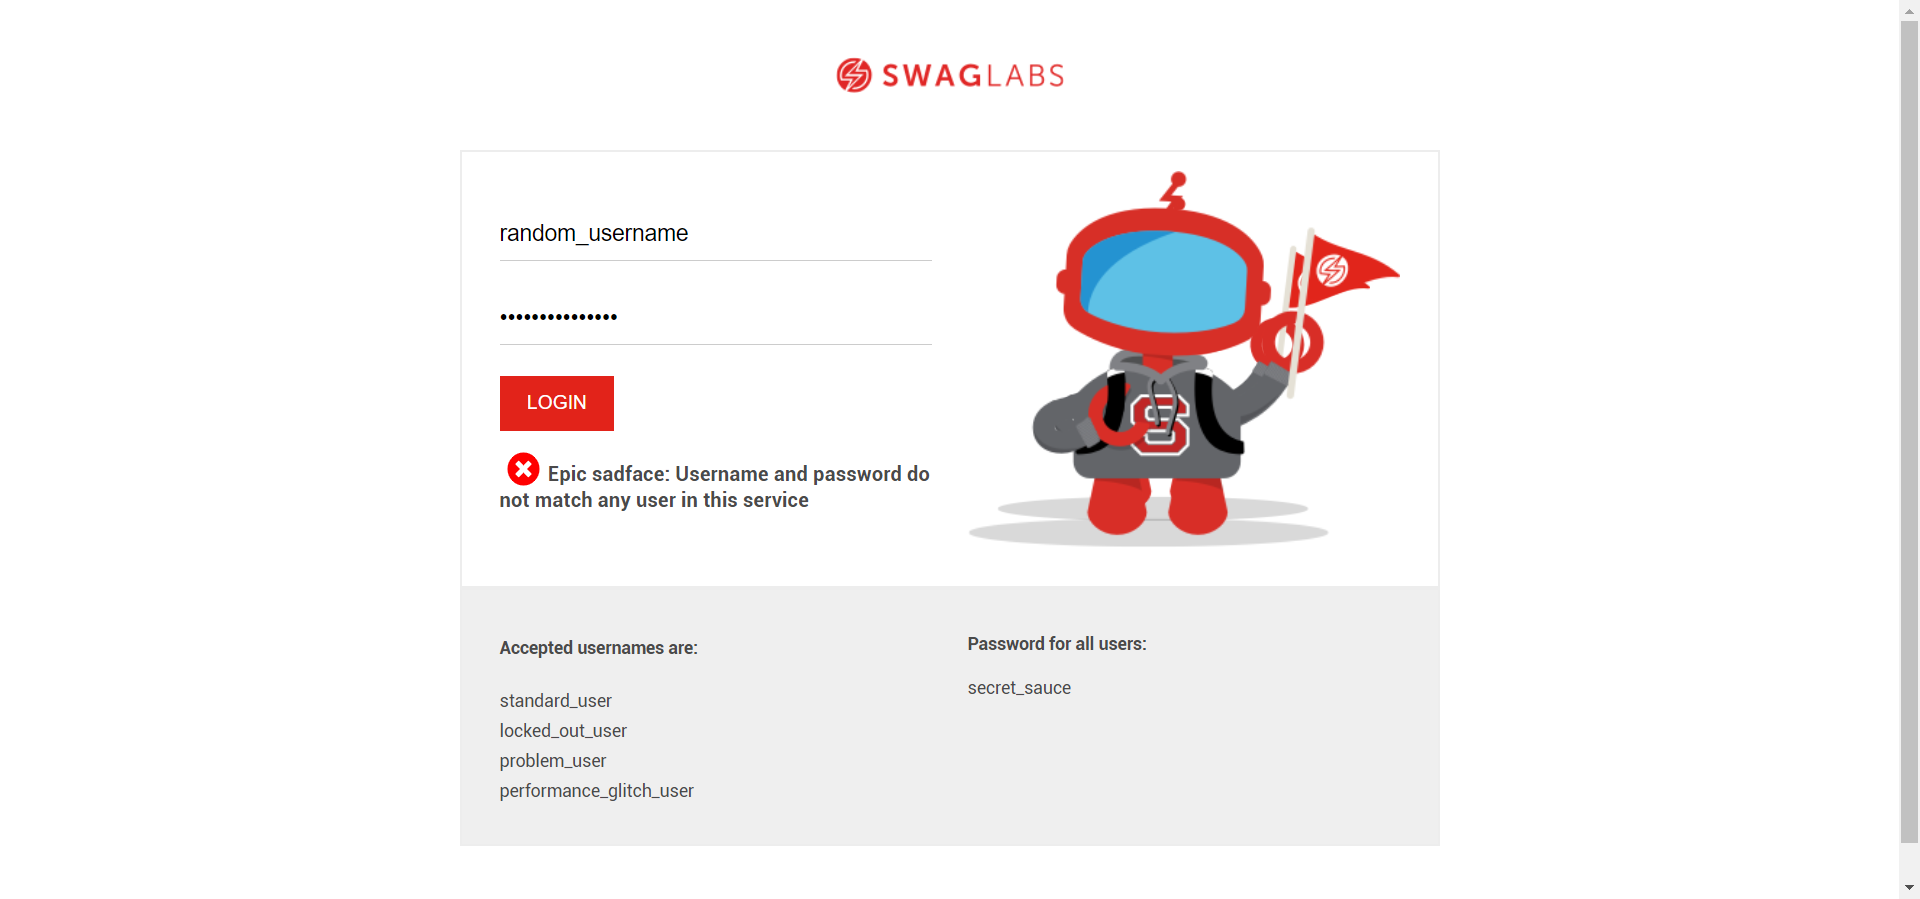 SWAGLABS
random_username
•••••••••••••••
LOGIN
Epic sadface: Username and password do
not match any user in this service
S
Accepted usernames are:
standard_user
locked_out_user
problem_user
performance_glitch_user
Password for all users:
secret_sauce